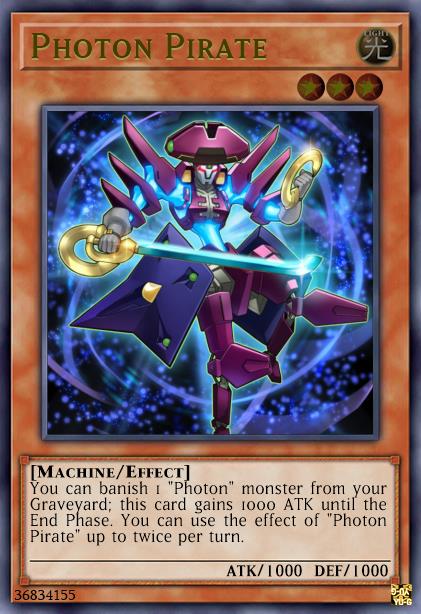 Photon Pirate
LIGHT
光
[Machine/Effect]
You can banish 1 "Photon" monster from your
Graveyard; this card gains 1000 ATK until the
End Phase. You can use the effect of "Photon
Pirate" up to twice per turn.
ATK/1000 DEF/1000
36834155